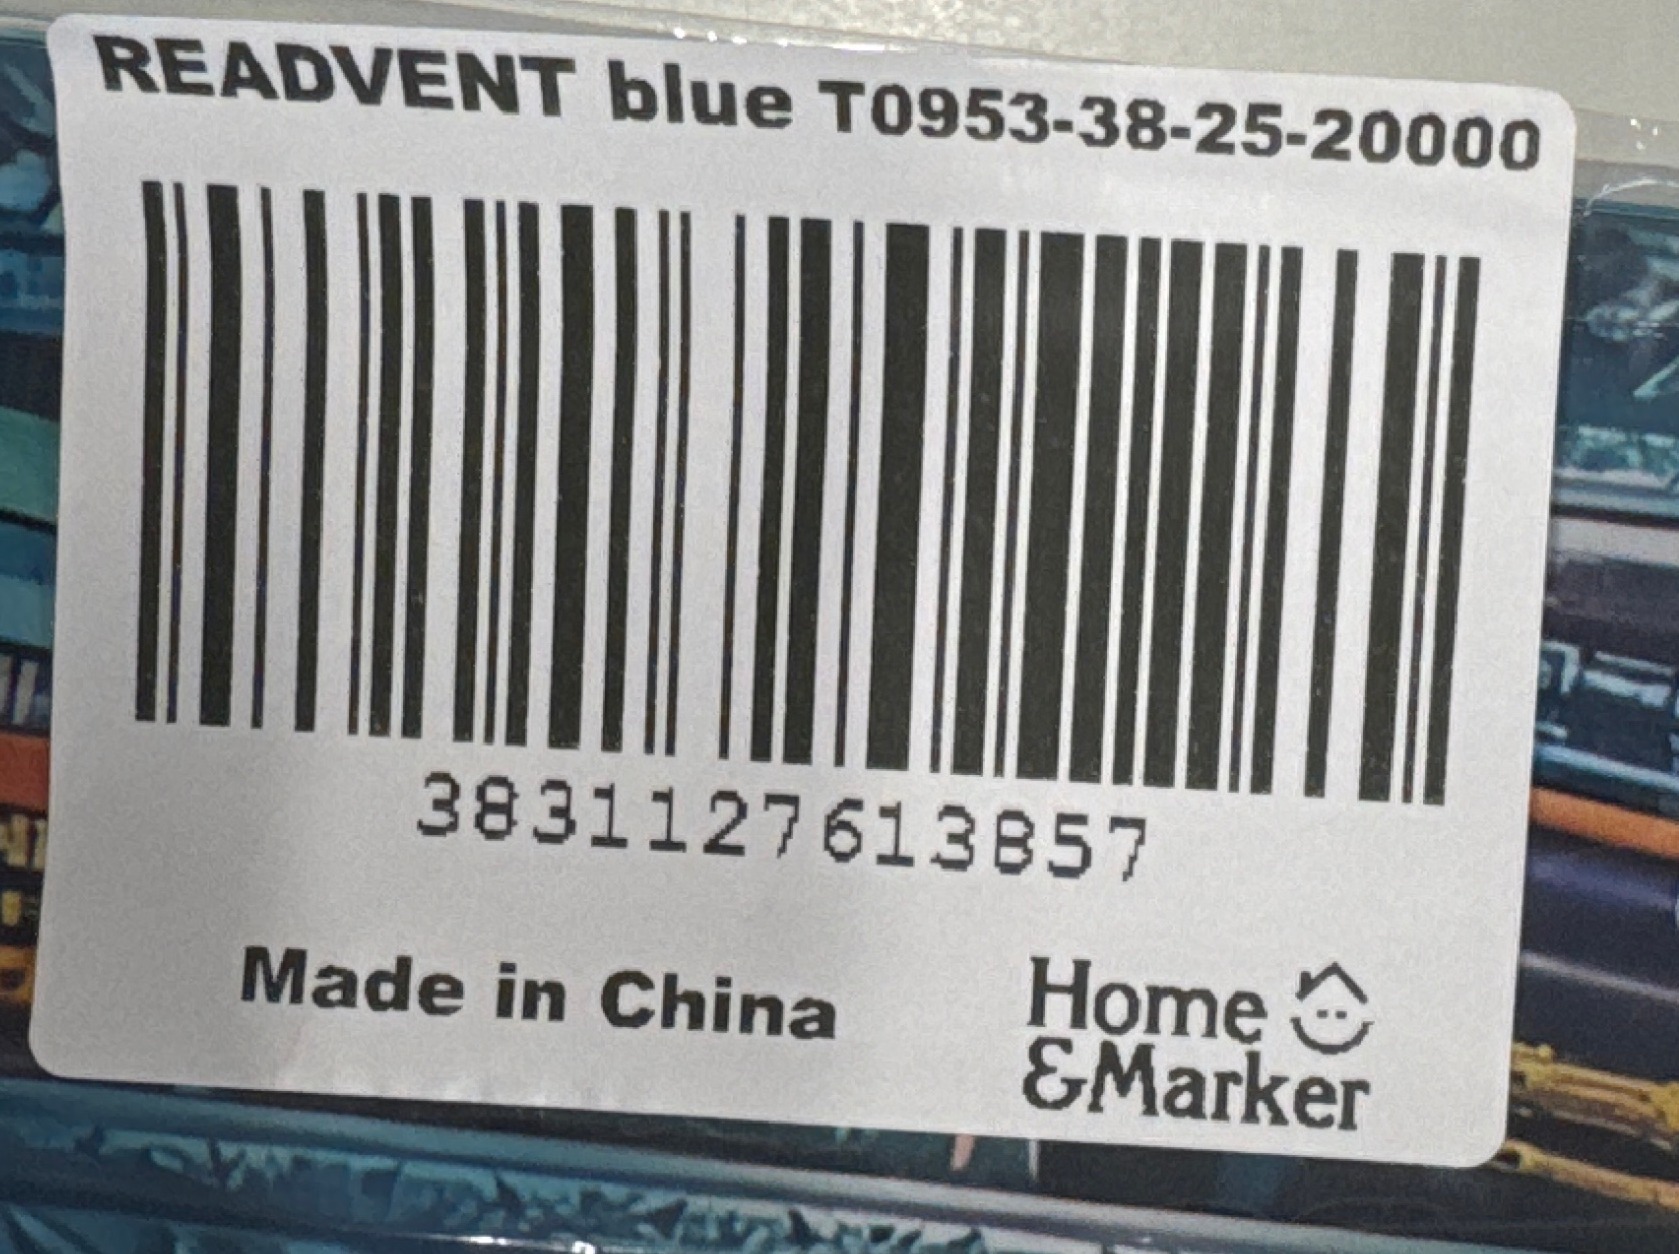 READVENT blue T0953-38-25-20000
3831127613857
Made in China
Home
&Marker